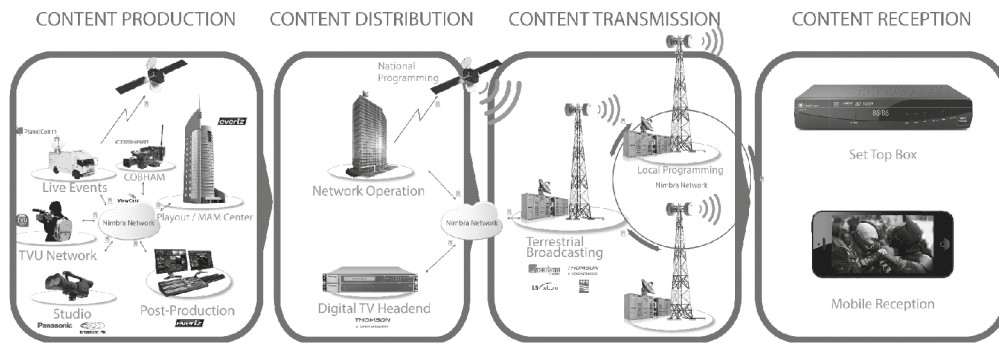 CONTENT PRODUCTION
CONTENT DISTRIBUTION
CONTENT TRANSMISSION
CONTENT RECEPTION
PlanetComms
evertz
COBHAM
COBHAM
Live Events
Nimbra Network
Playout / MAM Center
TVU Network
Studio
Panasonic
Post-Production
evertz
National
Programming
Network Operation
Nimbra Network
Digital TV Headend
THOMSON
Local Programming
Nimbra Network
Terrestrial
Broadcasting
THOMSON
Set Top Box
Mobile Reception